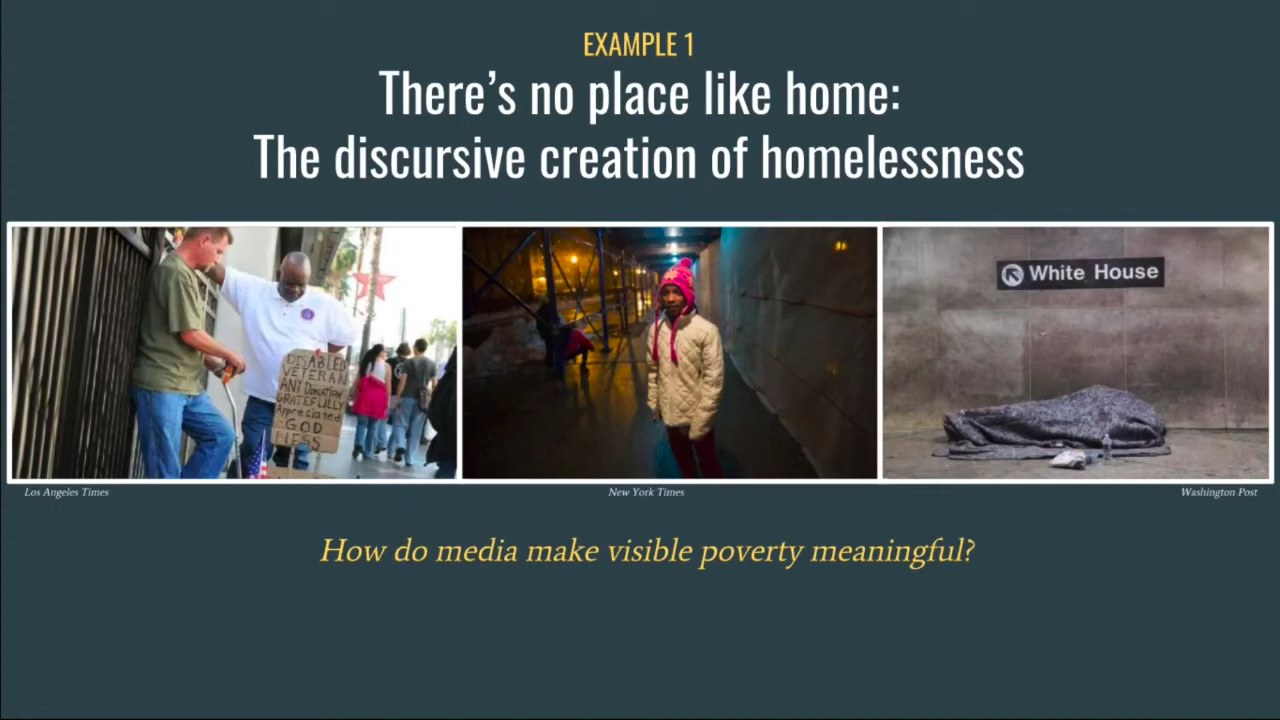 EXAMPLE 1
There's no place like home:
The discursive creation of homelessness
DISABLED
VETERAN
ANY DONATION
GRATEFULLY
Appreciated
GOD
BLESS
White House
Los Angeles Times
New York Times
Washington Post
How do media make visible poverty meaningful?